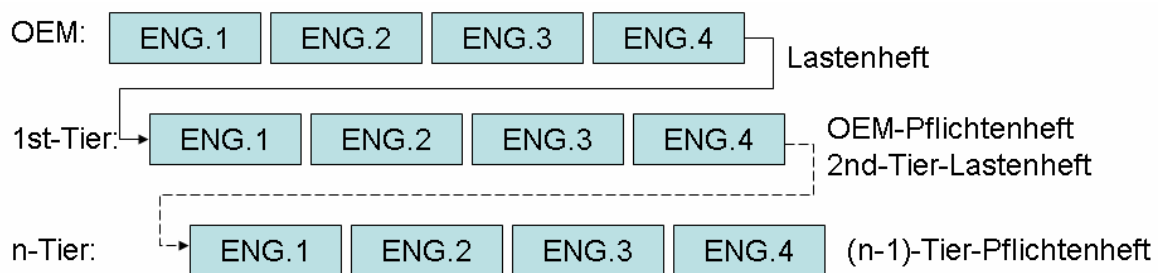 OEM: ENG.1 ENG.2 ENG.3 ENG.4
Lastenheft
1st-Tier: ENG.1 ENG.2 ENG.3 ENG.4
OEM-Pflichtenheft
2nd-Tier-Lastenheft
n-Tier: ENG.1 ENG.2 ENG.3 ENG.4 (n-1)-Tier-Pflichtenheft